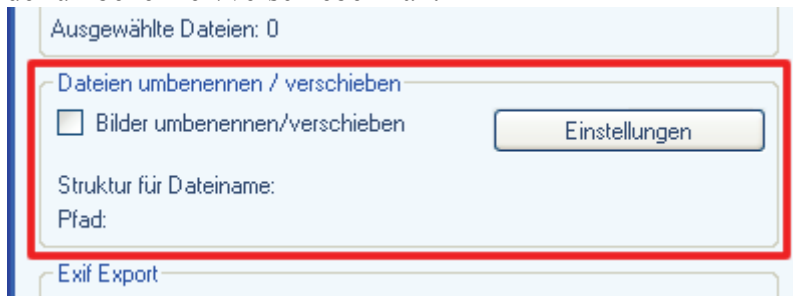 Ausgewählte Dateien: 0
Dateien umbenennen / verschieben
Bilder umbenennen/verschieben
Einstellungen
Struktur für Dateiname:
Pfad:
Exif Export